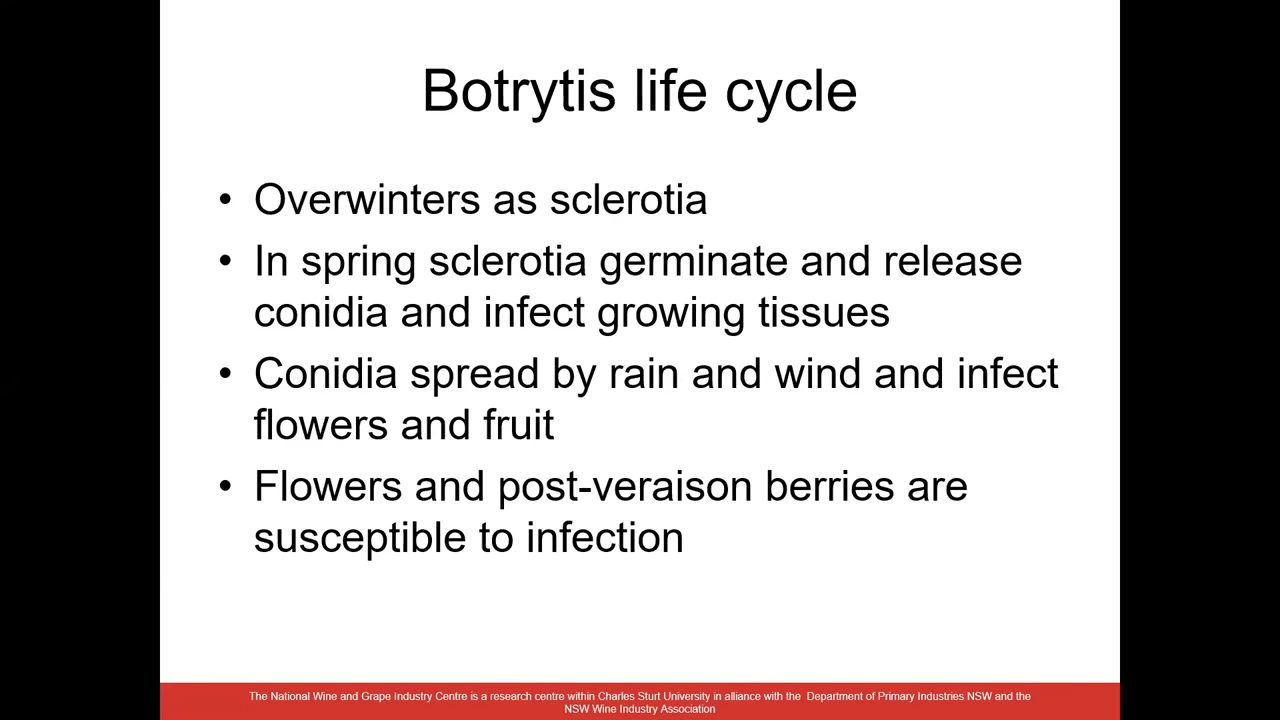 Botrytis life cycle
• Overwinters as sclerotia
• In spring sclerotia germinate and release
conidia and infect growing tissues
• Conidia spread by rain and wind and infect
flowers and fruit
• Flowers and post-veraison berries are
susceptible to infection
The National Wine and Grape Industry Centre is a research centre within Charles Sturt University in alliance with the  Department of Primary Industries NSW and the
NSW Wine Industry Association